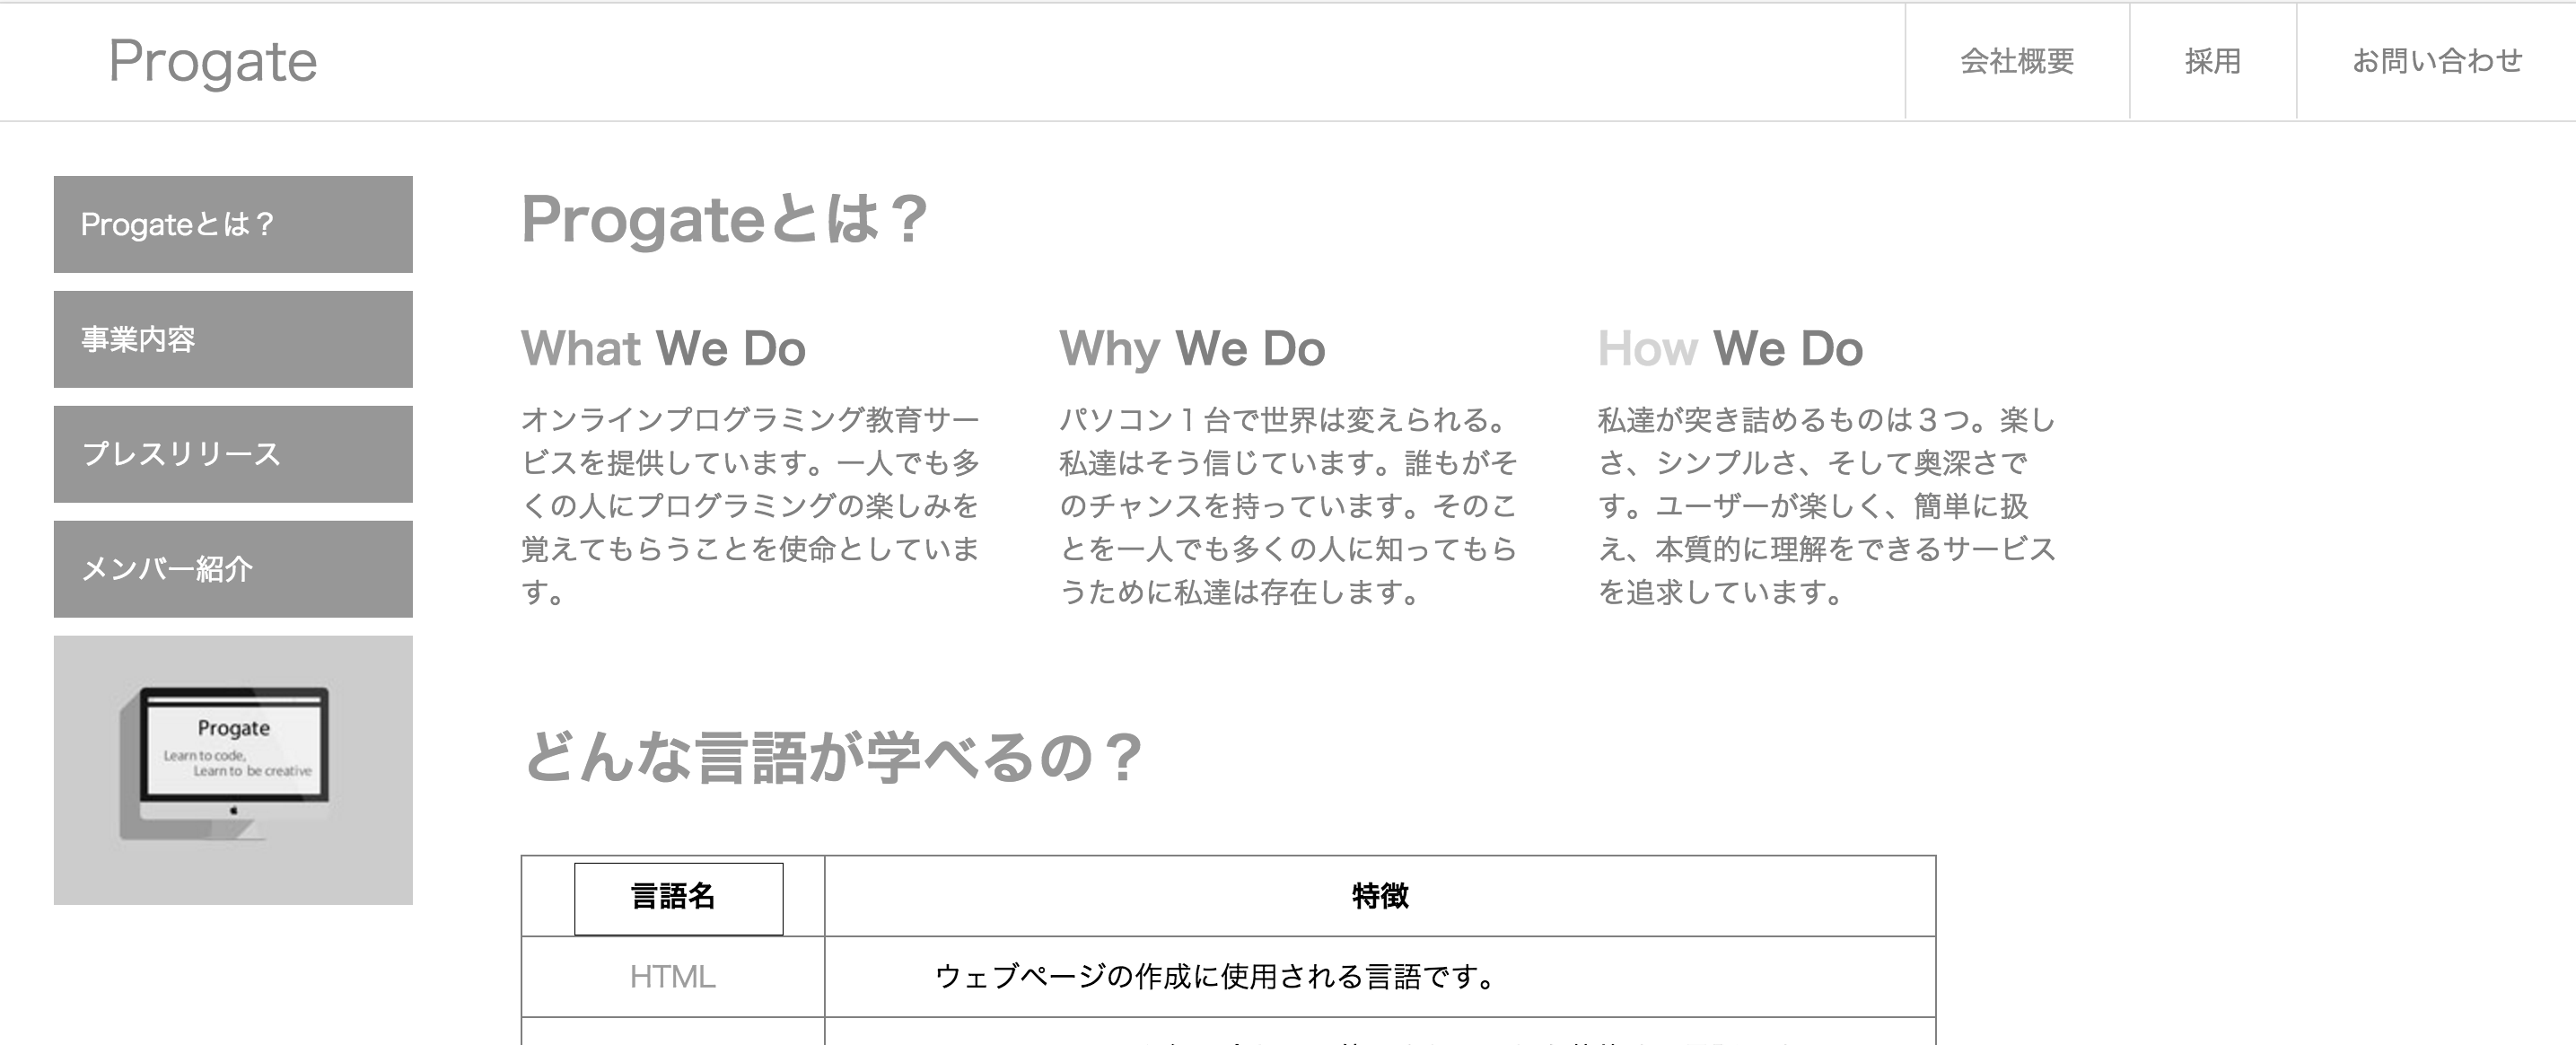 Progate
会社概要
採用
お問い合わせ
Progateとは？
事業内容
プレスリリース
メンバー紹介
Progate
Learn to code,
Learn to be creative
Progateとは？
What We Do
オンラインプログラミング教育サー
ビスを提供しています。一人でも多
くの人にプログラミングの楽しみを
覚えてもらうことを使命としていま
す。
Why We Do
パソコン１台で世界は変えられる。
私達はそう信じています。誰もがそ
のチャンスを持っています。そのこ
とを一人でも多くの人に知ってもら
うために私達は存在します。
How We Do
私達が突き詰めるものは３つ。楽し
さ、シンプルさ、そして奥深さで
す。ユーザーが楽しく、簡単に扱
え、本質的に理解をできるサービス
を追求しています。
どんな言語が学べるの？
言語名
特徴
HTML
ウェブページの作成に使用される言語です。